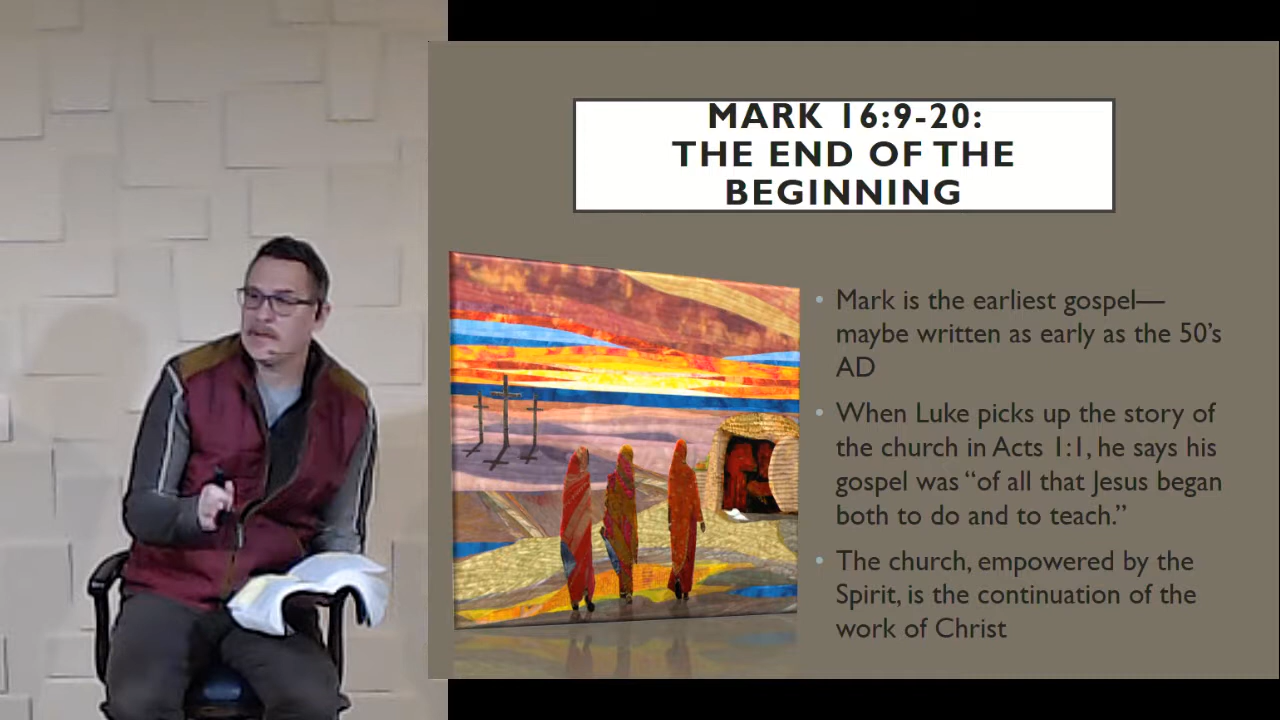 MARK 16:9-20:
THE END OF THE
BEGINNING
• Mark is the earliest gospel—
maybe written as early as the 50’s
AD
• When Luke picks up the story of
the church in Acts 1:1, he says his
gospel was “of all that Jesus began
both to do and to teach.”
• The church, empowered by the
Spirit, is the continuation of the
work of Christ